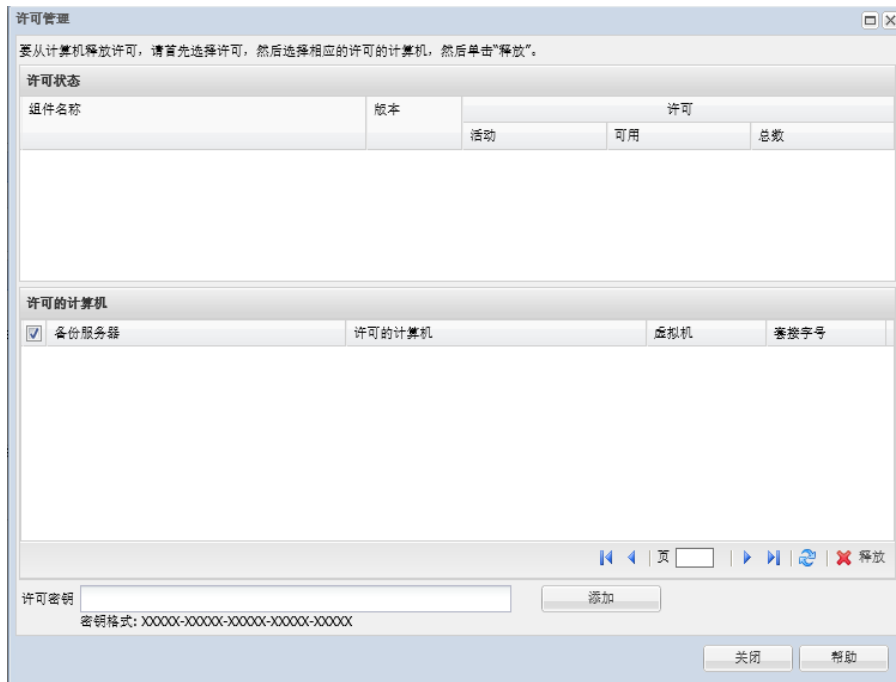 许可管理
要从计算机释放许可，请首先选择许可，然后选择相应的许可的计算机，然后单击“释放”。
许可状态
组件名称 版本 许可
活动 可用 总数
许可的计算机
备份服务器 许可的计算机 虚拟机 套接字号
页 释放
许可密钥 添加
密钥格式: XXXXX-XXXXX-XXXXX-XXXXX-XXXXX
关闭 帮助